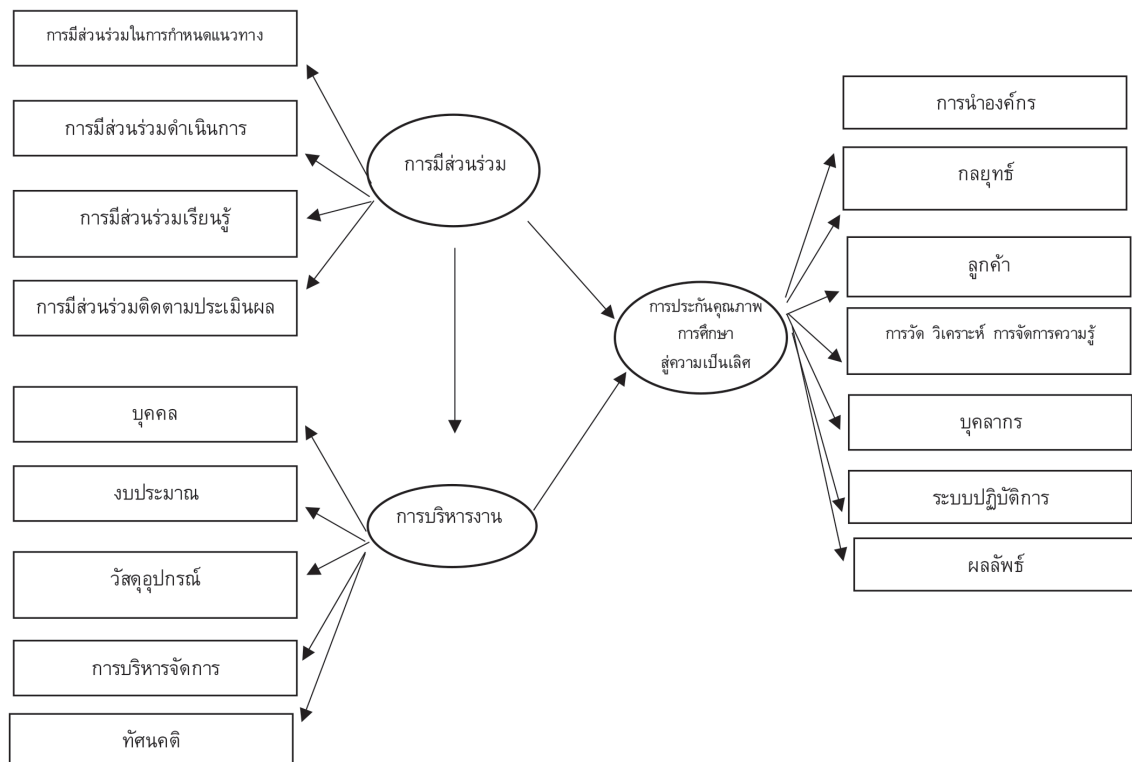 การมีส่วนร่วมในการกำหนดแนวทาง
การมีส่วนร่วมดำเนินการ
การมีส่วนร่วมเรียนรู้
การมีส่วนร่วมติดตามประเมินผล
บุคคล
งบประมาณ
วัสดุอุปกรณ์
การบริหารจัดการ
ทัศนคติ
การมีส่วนร่วม
การบริหารงาน
การประกันคุณภาพ
การศึกษา
สู่ความเป็นเลิศ
การนำองค์กร
กลยุทธ์
ลูกค้า
การวัด วิเคราะห์ การจัดการความรู้
บุคลากร
ระบบปฏิบัติการ
ผลลัพธ์